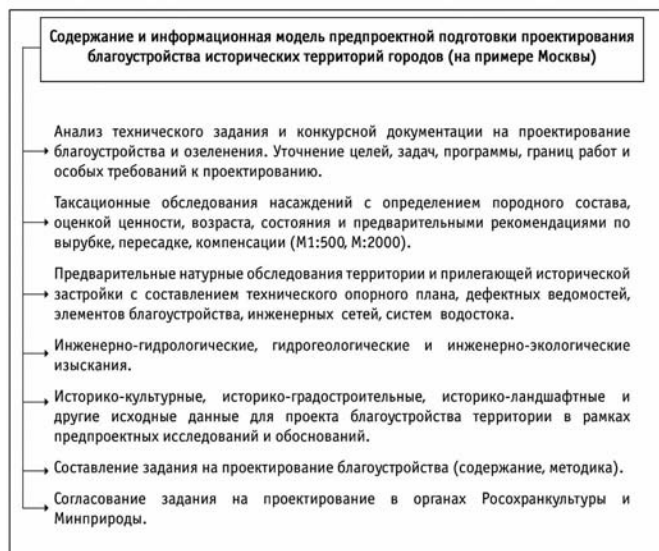 Содержание и информационная модель предпроектной подготовки проектирования
благоустройства исторических территорий городов (на примере Москвы)
Анализ технического задания и конкурсной документации на проектирование
благоустройства и озеленения. Уточнение целей, задач, программы, границ работ и
особых требований к проектированию.
Таксационные обследования насаждений с определением породного состава,
оценкой ценности, возраста, состояния и предварительными рекомендациями по
вырубке, пересадке, компенсации (М1:500, М:2000).
Предварительные натурные обследования территории и прилегающей исторической
застройки с составлением технического опорного плана, дефектных ведомостей,
элементов благоустройства, инженерных сетей, систем водостока.
Инженерно-гидрологические, гидрогеологические и инженерно-экологические
изыскания.
Историко-культурные, историко-градостроительные, историко-ландшафтные и
другие исходные данные для проекта благоустройства территории в рамках
предпроектных исследований и обоснований.
Составление задания на проектирование благоустройства (содержание, методика).
Согласование задания на проектирование в органах Росохранкультуры и
Минприроды.